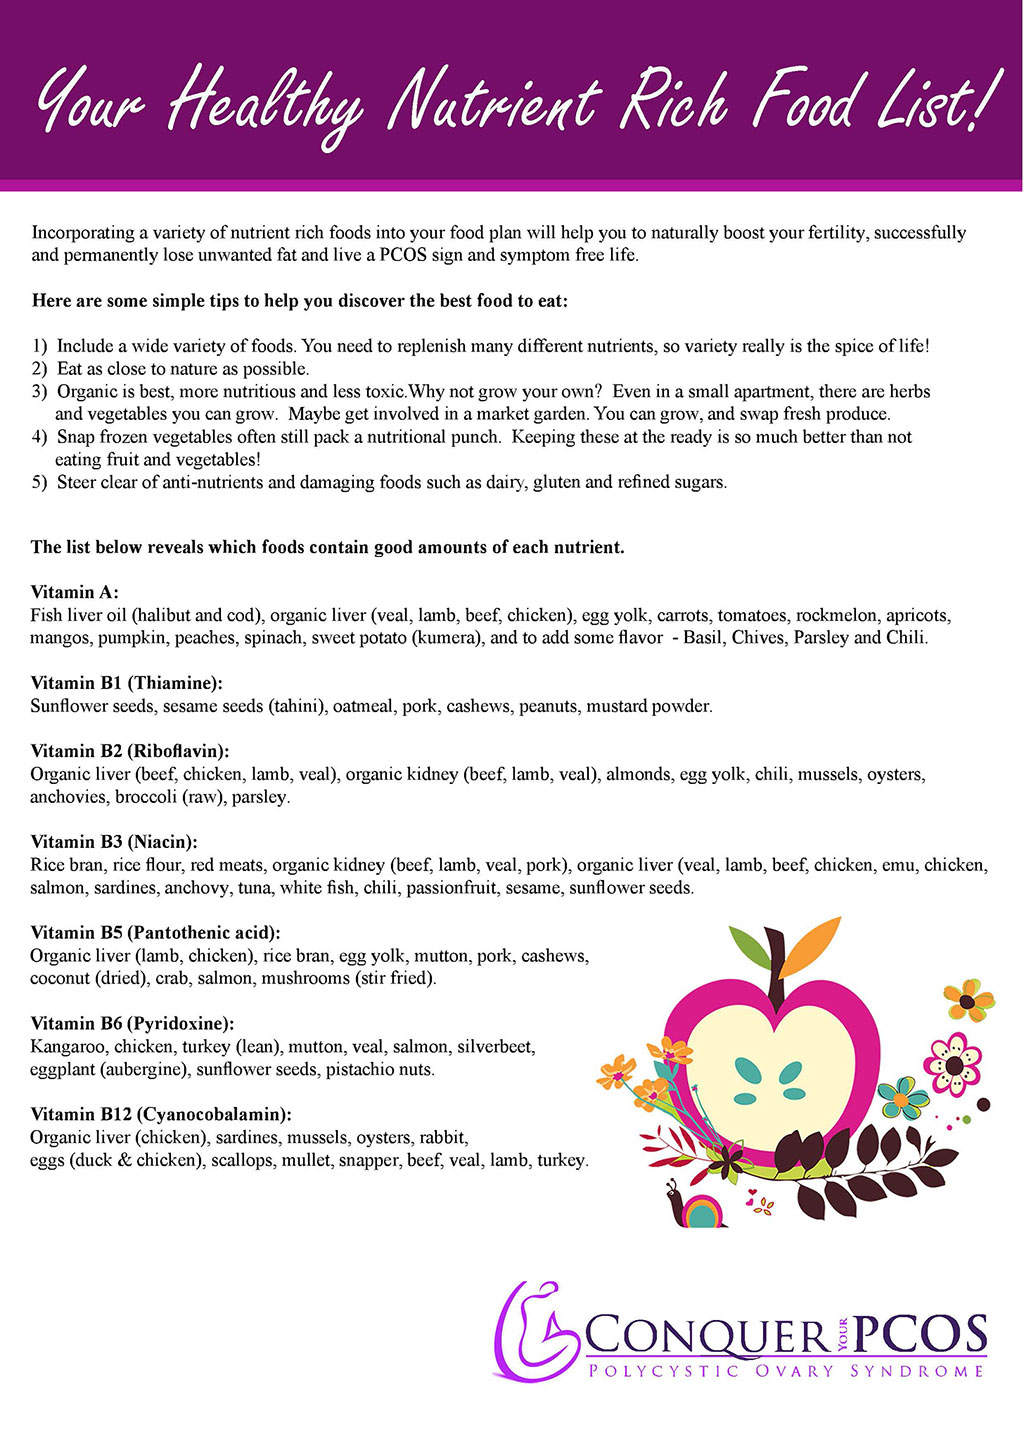 Your Healthy Nutrient Rich Food List!
Incorporating a variety of nutrient rich foods into your food plan will help you to naturally boost your fertility, successfully
and permanently lose unwanted fat and live a PCOS sign and symptom free life.
Here are some simple tips to help you discover the best food to eat:
1) Include a wide variety of foods. You need to replenish many different nutrients, so variety really is the spice of life!
2) Eat as close to nature as possible.
3) Organic is best, more nutritious and less toxic.Why not grow your own? Even in a small apartment, there are herbs
and vegetables you can grow. Maybe get involved in a market garden. You can grow, and swap fresh produce.
4) Snap frozen vegetables often still pack a nutritional punch. Keeping these at the ready is so much better than not
eating fruit and vegetables!
5) Steer clear of anti-nutrients and damaging foods such as dairy, gluten and refined sugars.
The list below reveals which foods contain good amounts of each nutrient.
Vitamin A:
Fish liver oil (halibut and cod), organic liver (veal, lamb, beef, chicken), egg yolk, carrots, tomatoes, rockmelon, apricots,
mangos, pumpkin, peaches, spinach, sweet potato (kumera), and to add some flavor - Basil, Chives, Parsley and Chili.
Vitamin B1 (Thiamine):
Sunflower seeds, sesame seeds (tahini), oatmeal, pork, cashews, peanuts, mustard powder.
Vitamin B2 (Riboflavin):
Organic liver (beef, chicken, lamb, veal), organic kidney (beef, lamb, veal), almonds, egg yolk, chili, mussels, oysters,
anchovies, broccoli (raw), parsley.
Vitamin B3 (Niacin):
Rice bran, rice flour, red meats, organic kidney (beef, lamb, veal, pork), organic liver (veal, lamb, beef, chicken, emu, chicken,
salmon, sardines, anchovy, tuna, white fish, chili, passionfruit, sesame, sunflower seeds.
Vitamin B5 (Pantothenic acid):
Organic liver (lamb, chicken), rice bran, egg yolk, mutton, pork, cashews,
coconut (dried), crab, salmon, mushrooms (stir fried).
Vitamin B6 (Pyridoxine):
Kangaroo, chicken, turkey (lean), mutton, veal, salmon, silverbeet,
eggplant (aubergine), sunflower seeds, pistachio nuts.
Vitamin B12 (Cyanocobalamin):
Organic liver (chicken), sardines, mussels, oysters, rabbit,
eggs (duck & chicken), scallops, mullet, snapper, beef, veal, lamb, turkey.
CONQUER YOUR PCOS
POLYCYSTIC OVARY SYNDROME